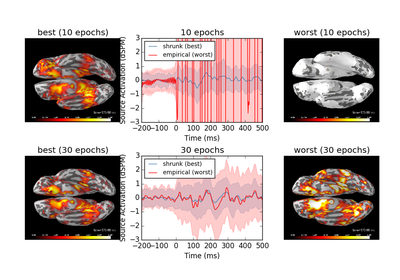 best (10 epochs)
10 epochs
worst (10 epochs)
3
2
1
0
−1
−2
−3
Source Activation (dSPM)
shrunk (best)
empirical (worst)
−200−100 0 100 200 300 400 500
Time (ms)
best (30 epochs)
30 epochs
worst (30 epochs)
3
2
1
0
−1
−2
−3
Source Activation (dSPM)
shrunk (best)
empirical (worst)
−200−100 0 100 200 300 400 500
Time (ms)